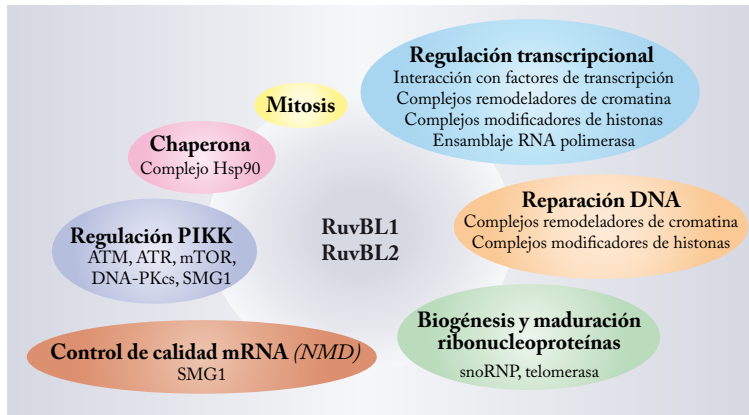 Regulación transcripcional
Interacción con factores de transcripción
Complejos remodeladores de cromatina
Complejos modificadores de histonas
Ensamblaje RNA polimerasa
Mitosis
Chaperona
Complejo Hsp90
Reparación DNA
Complejos remodeladores de cromatina
Complejos modificadores de histonas
RuvBL1
RuvBL2
Regulación PIKK
ATM, ATR, mTOR,
DNA-PKcs, SMG1
Biogénesis y maduración
ribonucleoproteínas
snoRNP, telomerasa
Control de calidad mRNA (NMD)
SMG1